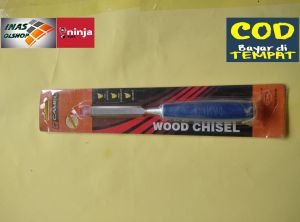 INAS
OLSHOP
ninja
COD
Bayar di
TEMPAT
WOOD CHISEL